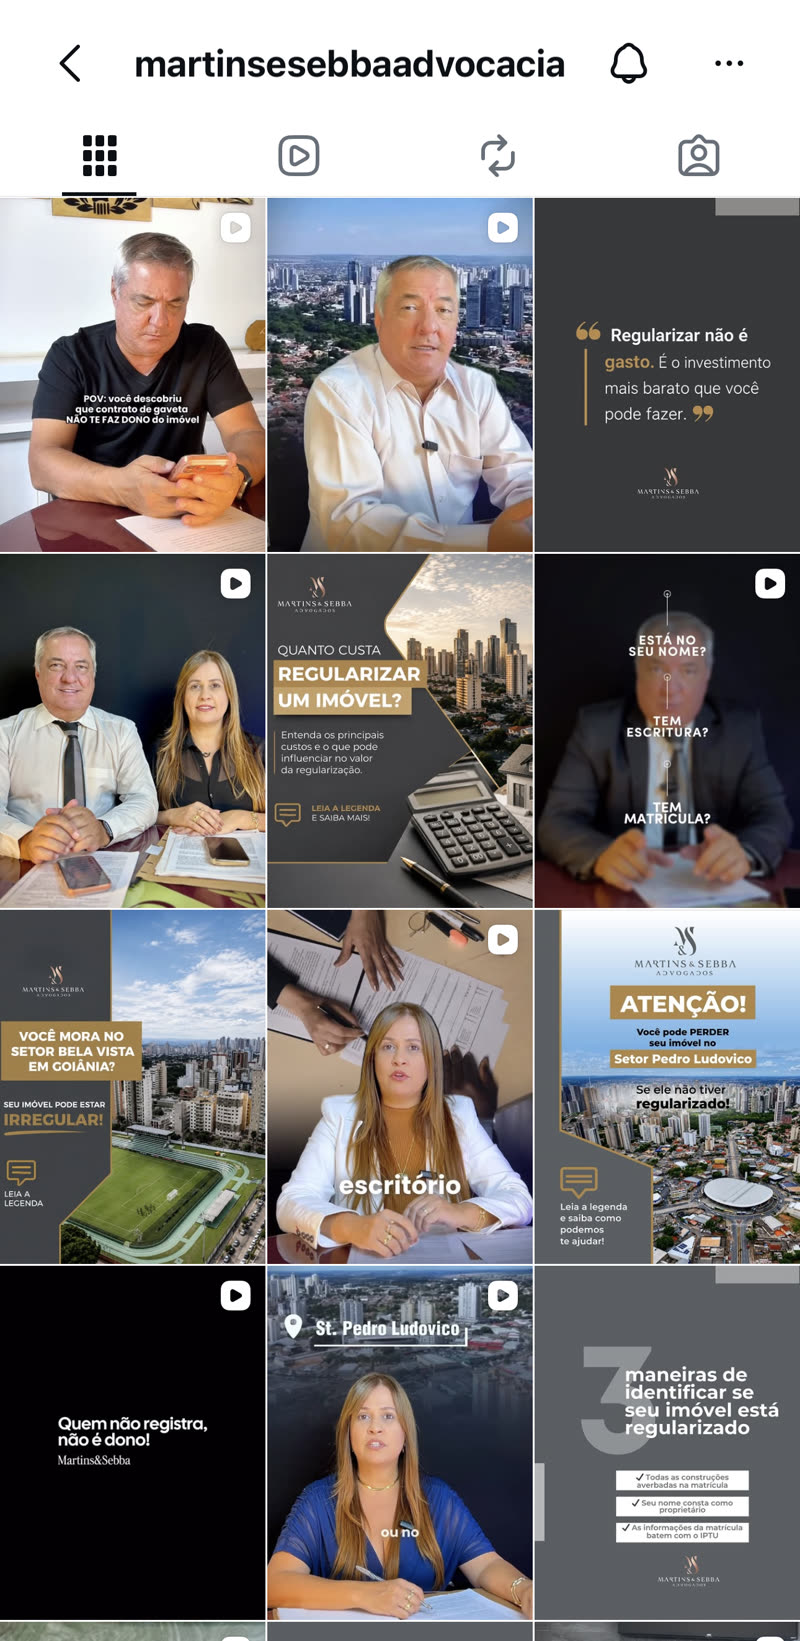 martinsesebbaadvocacia
POV: você descobriu
que contrato de gaveta
NÃO TE FAZ DONO do imóvel
Regularizar não é
gasto. É o investimento
mais barato que você
pode fazer.
MARTINS&SEBBA
ADVOGADOS
MARTINS&SEBBA
ADVOGADOS
QUANTO CUSTA
REGULARIZAR
UM IMÓVEL?
Entenda os principais
custos e o que pode
influenciar no valor
da regularização.
LEIA A LEGENDA
E SAIBA MAIS!
ESTÁ NO
SEU NOME?
TEM
ESCRITURA?
TEM
MATRÍCULA?
MARTINS&SEBBA
ADVOGADOS
VOCÊ MORA NO
SETOR BELA VISTA
EM GOIÂNIA?
SEU IMÓVEL PODE ESTAR
IRREGULAR!
LEIA A
LEGENDA
escritório
MARTINS&SEBBA
ADVOGADOS
ATENÇÃO!
Você pode PERDER
seu imóvel no
Setor Pedro Ludovico
Se ele não tiver
regularizado!
Leia a legenda
e saiba como
podemos
te ajudar!
Quem não registra,
não é dono!
Martins&Sebba
St. Pedro Ludovico
ou no
3
maneiras de
identificar se
seu imóvel está
regularizado
✓ Todas as construções
averbadas na matrícula
✓ Seu nome consta como
proprietário
✓ As informações da matrícula
batem com o IPTU
MARTINS&SEBBA
ADVOGADOS